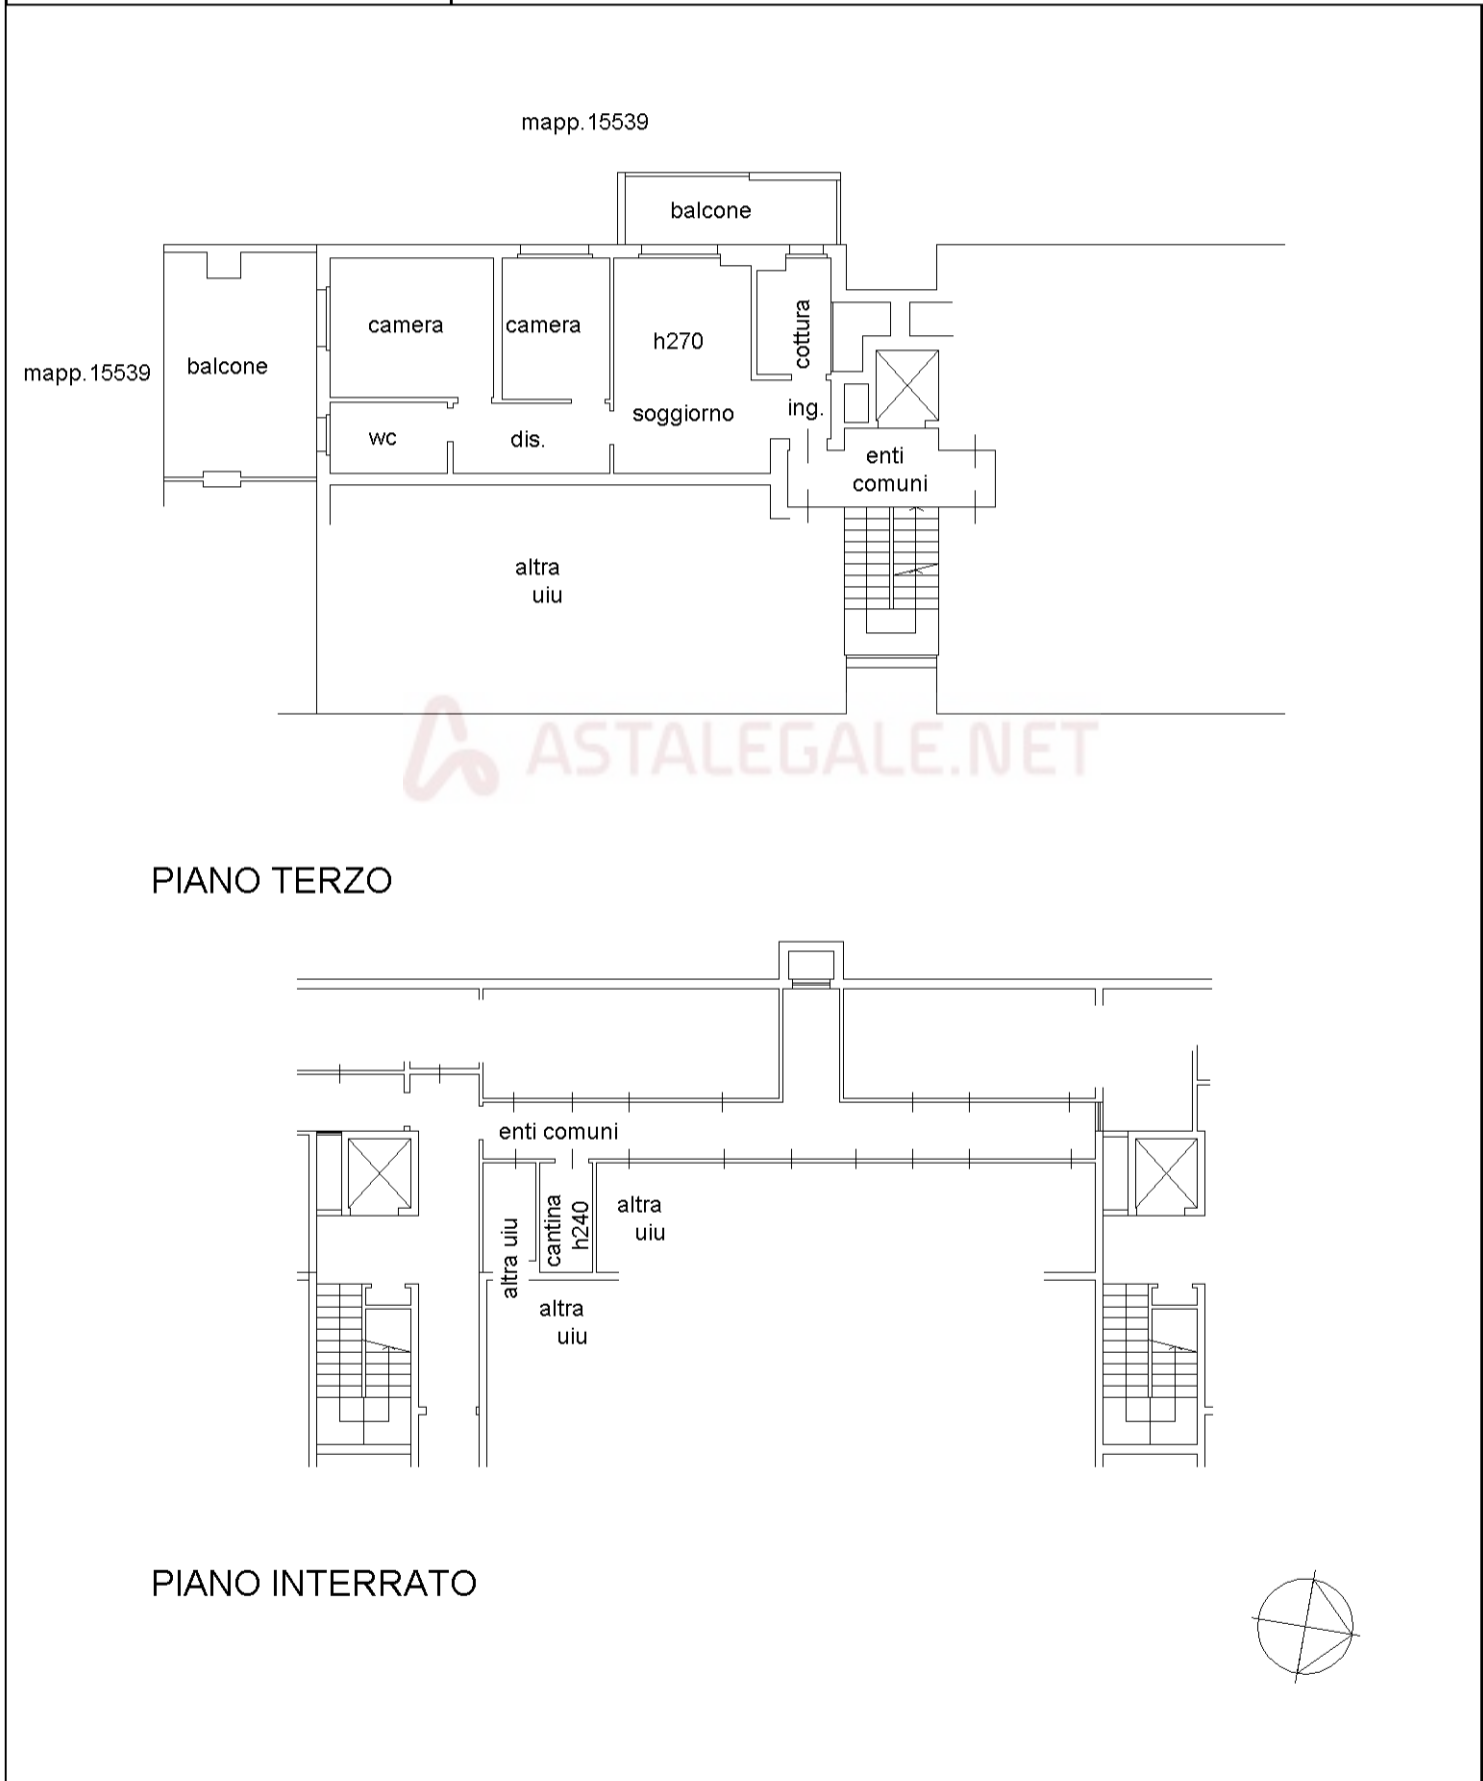 mapp.15539
balcone
camera
camera
h270
cottura
mapp.15539
balcone
soggiorno
ing.
wc
dis.
enti
comuni
altra
uiu
ASTALEGALE.NET
PIANO TERZO
enti comuni
altra uiu
cantina
h240
altra
uiu
altra
uiu
PIANO INTERRATO